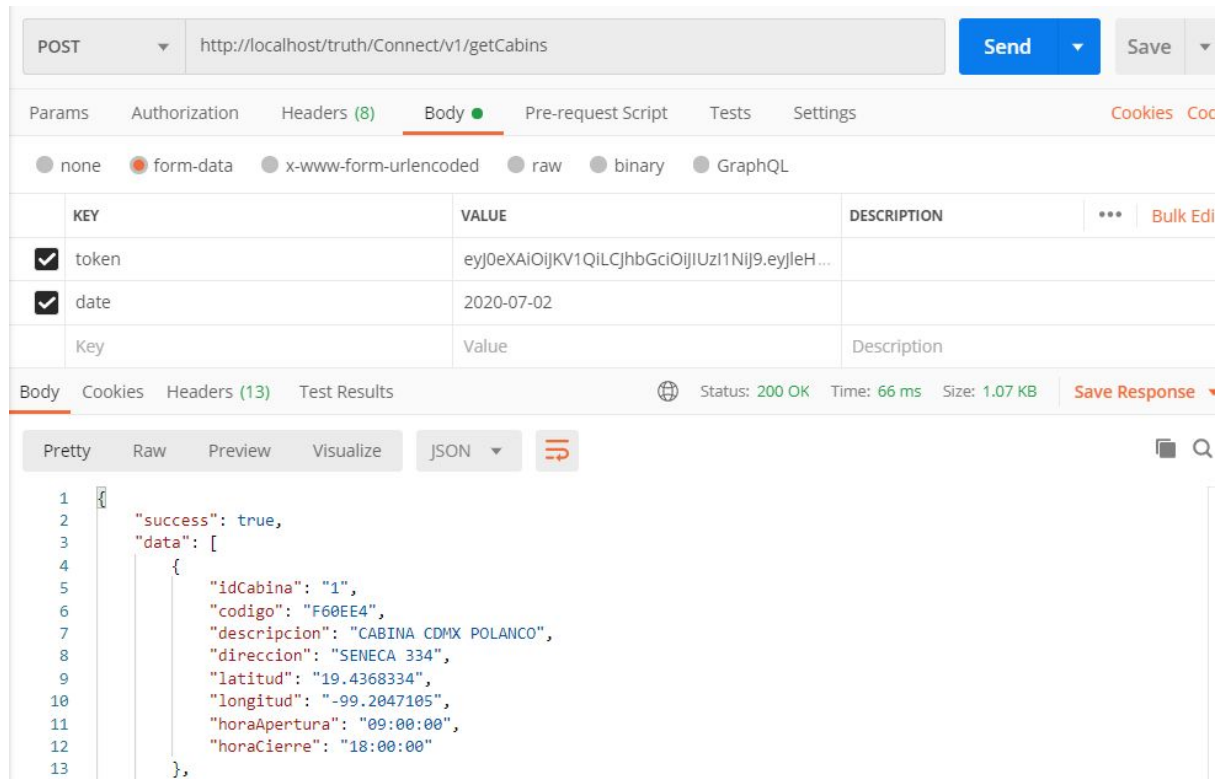 POST http://localhost/truth/Connect/v1/getCabins Send Save
Params Authorization Headers (8) Body Pre-request Script Tests Settings Cookies
none form-data x-www-form-urlencoded raw binary GraphQL
KEY VALUE DESCRIPTION ••• Bulk Edi
token eyJ0eXAiOiJKV1QiLCJhbGciOiJIUzI1NiJ9.eyJleH...
date 2020-07-02
Key Value Description
Body Cookies Headers (13) Test Results Status: 200 OK Time: 66 ms Size: 1.07 KB Save Response
Pretty Raw Preview Visualize JSON
1 {
2 "success": true,
3 "data": [
4 {
5 "idCabina": "1",
6 "codigo": "F60EE4",
7 "descripcion": "CABINA CDMX POLANCO",
8 "direccion": "SENECA 334",
9 "latitud": "19.4368334",
10 "longitud": "-99.2047105",
11 "horaApertura": "09:00:00",
12 "horaCierre": "18:00:00"
13 },